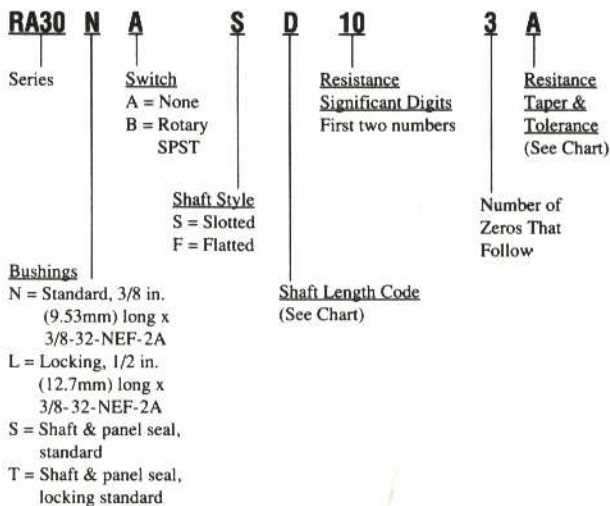 RA30 N A S D 10 3 A
Series
Switch
A = None
B = Rotary
SPST
Resistance
Significant Digits
First two numbers
Resitance
Taper &
Tolerance
(See Chart)
Shaft Style
S = Slotted
F = Flatted
Number of
Zeros That
Follow
Bushings
N = Standard, 3/8 in.
(9.53mm) long x
3/8-32-NEF-2A
L = Locking, 1/2 in.
(12.7mm) long x
3/8-32-NEF-2A
S = Shaft & panel seal,
standard
T = Shaft & panel seal,
locking standard
Shaft Length Code
(See Chart)